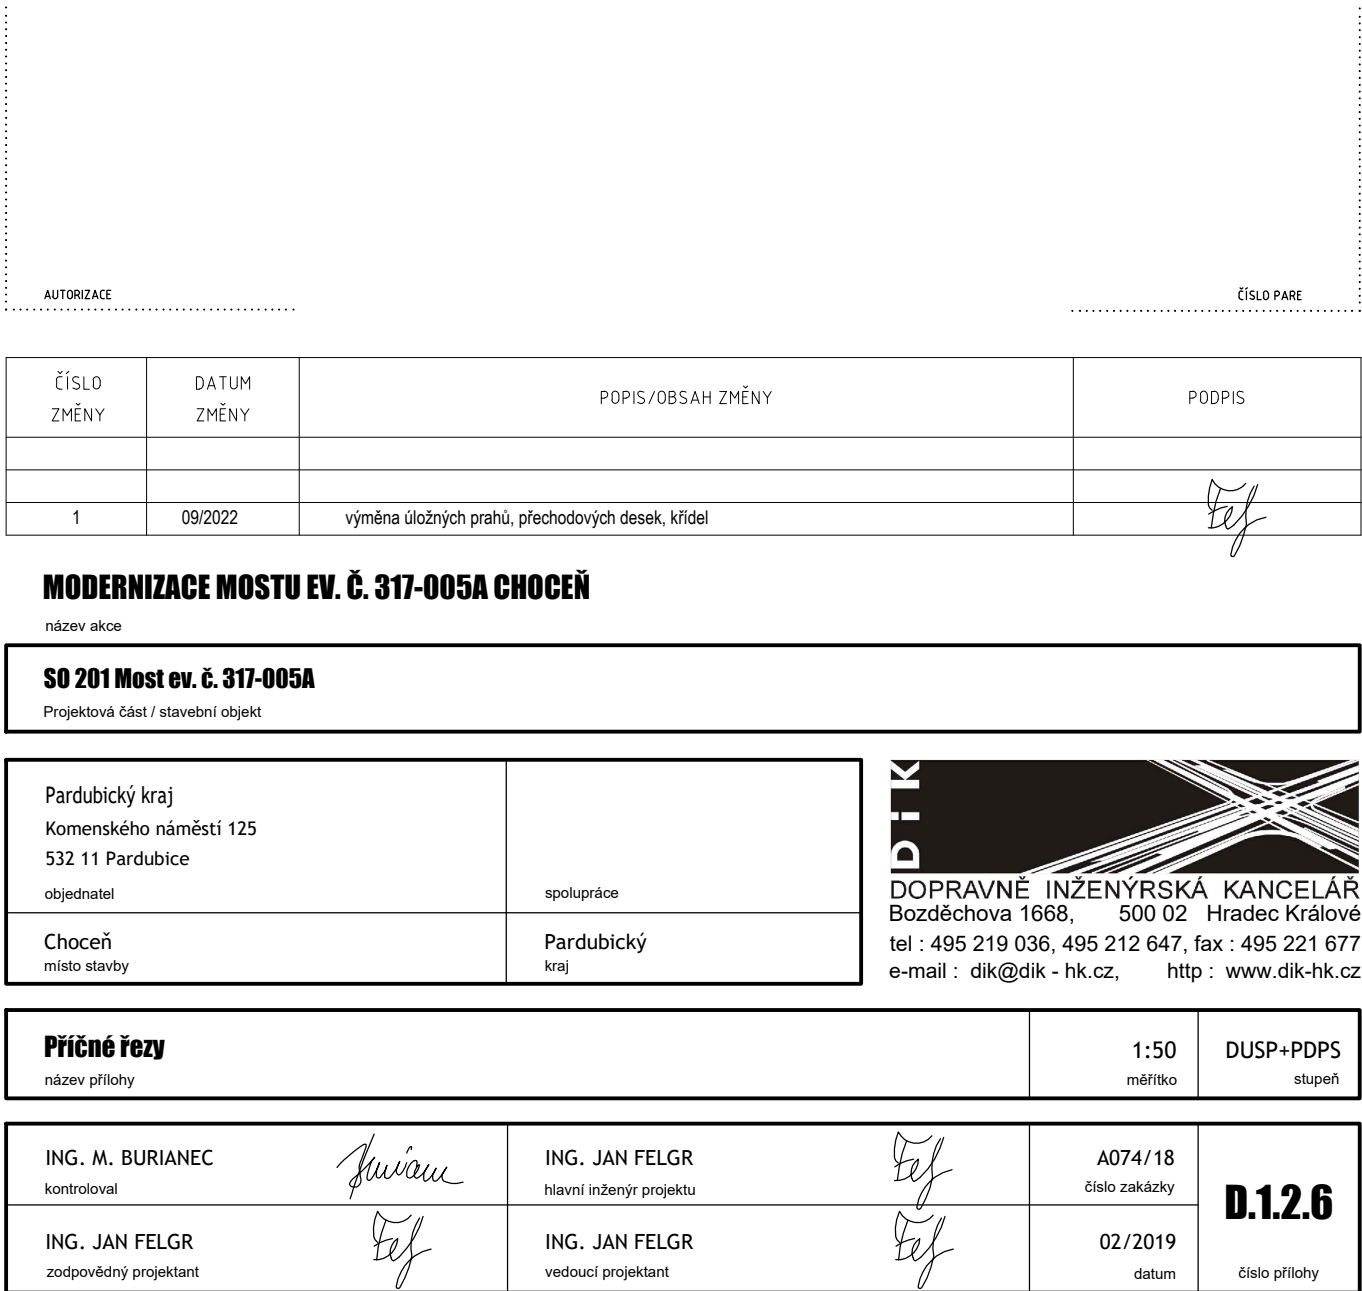 AUTORIZACE
ČÍSLO PARE
ČÍSLO ZMĚNY
DATUM ZMĚNY
POPIS/OBSAH ZMĚNY
PODPIS
1 09/2022 výměna úložných prahů, přechodových desek, křídel
MODERNIZACE MOSTU EV. Č. 317-005A CHOCEŇ
název akce
SO 201 Most ev. č. 317-005A
Projektová část / stavební objekt
Pardubický kraj
Komenského náměstí 125
532 11 Pardubice
objednatel
spolupráce
Choceň
místo stavby
Pardubický
kraj
DiK
DOPRAVNĚ INŽENÝRSKÁ KANCELÁŘ
Bozděchova 1668, 500 02 Hradec Králové
tel : 495 219 036, 495 212 647, fax : 495 221 677
e-mail : dik@dik - hk.cz, http : www.dik-hk.cz
Příčné řezy
název přílohy
1:50
měřítko
DUSP+PDPS
stupeň
ING. M. BURIANEC
kontroloval
ING. JAN FELGR
hlavní inženýr projektu
A074/18
číslo zakázky
ING. JAN FELGR
zodpovědný projektant
ING. JAN FELGR
vedoucí projektant
02/2019
datum
D.1.2.6
číslo přílohy